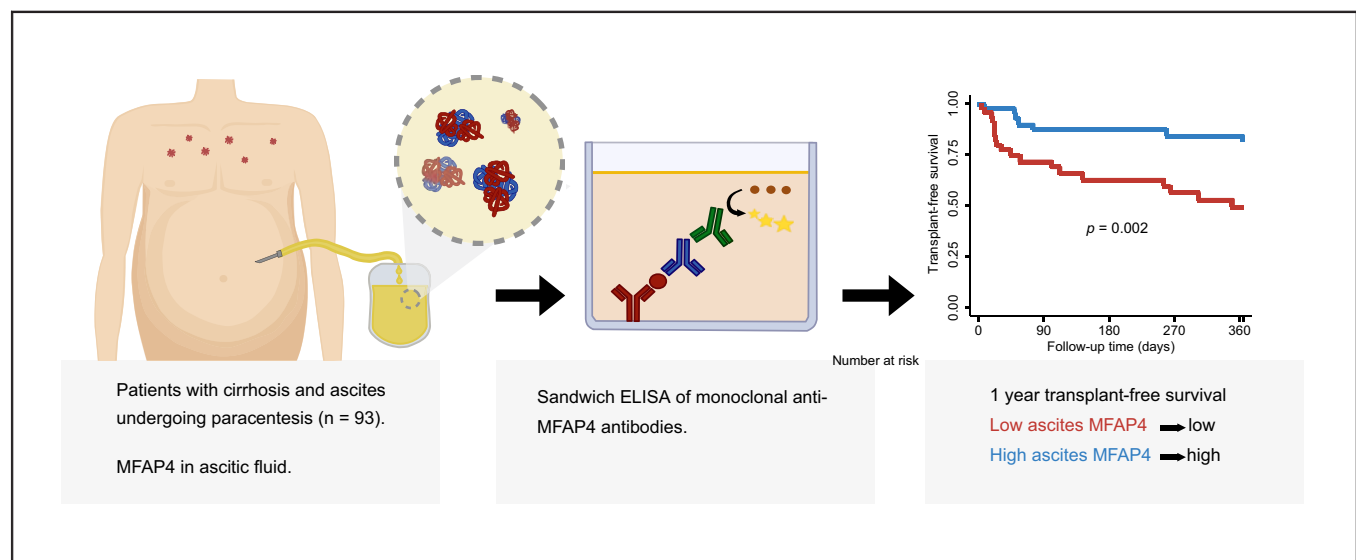 Patients with cirrhosis and ascites
undergoing paracentesis (n = 93).
MFAP4 in ascitic fluid.
Sandwich ELISA of monoclonal anti-
MFAP4 antibodies.
Transplant-free survival
1.00
0.75
0.50
0.25
0.00
p = 0.002
0 90 180 270 360
Follow-up time (days)
Number at risk
1 year transplant-free survival
Low ascites MFAP4 low
High ascites MFAP4 high